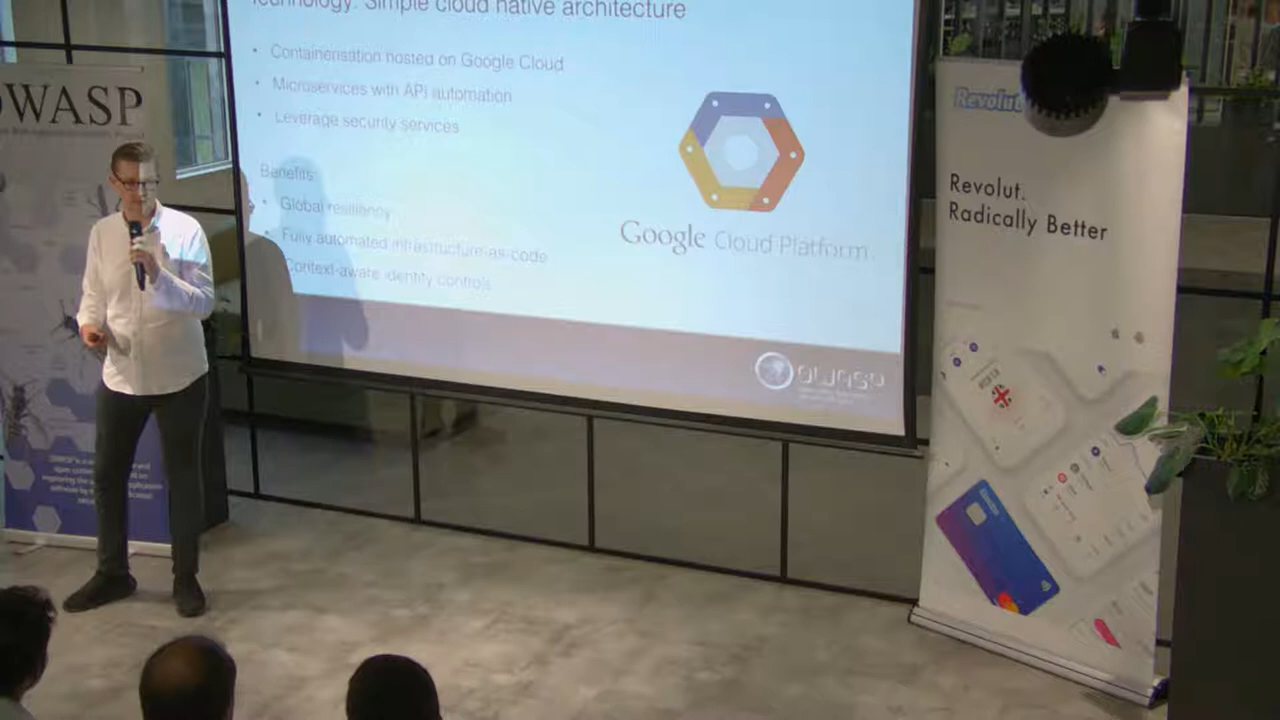 Technology: Simple cloud native architecture
• Containerisation hosted on Google Cloud
• Microservices with API automation
• Leverage security services
Benefits:
• Global resiliency
• Fully automated infrastructure-as-code
Context-aware identity controls
Google Cloud Platform
owasp
OWASP
Revolut
Revolut.
Radically Better